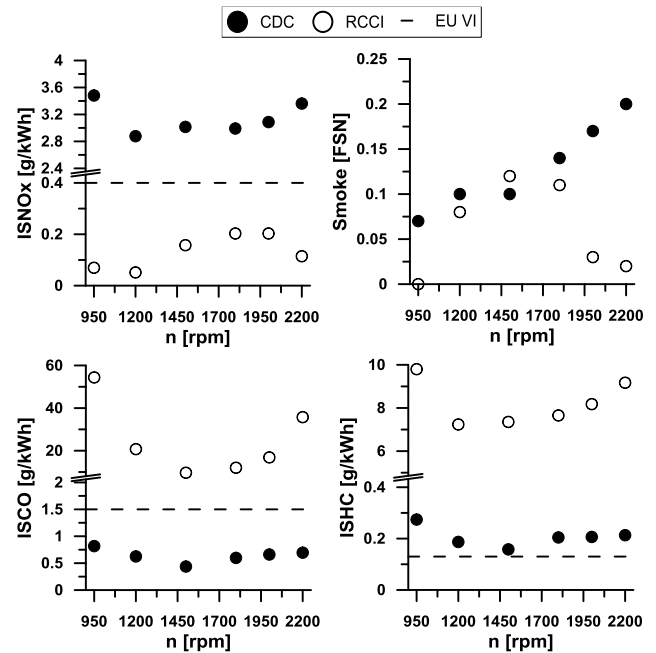 CDC RCCI EU VI
4
3.6
3.2
2.8
2.4
0.4
0.2
0
ISNOx [g/kWh]
950 1200 1450 1700 1950 2200
n [rpm]
0.25
0.2
0.15
0.1
0.05
0
Smoke [FSN]
950 1200 1450 1700 1950 2200
n [rpm]
60
40
20
2
1.5
1
0.5
0
ISCO [g/kWh]
950 1200 1450 1700 1950 2200
n [rpm]
10
8
6
0.4
0.2
0
ISHC [g/kWh]
950 1200 1450 1700 1950 2200
n [rpm]